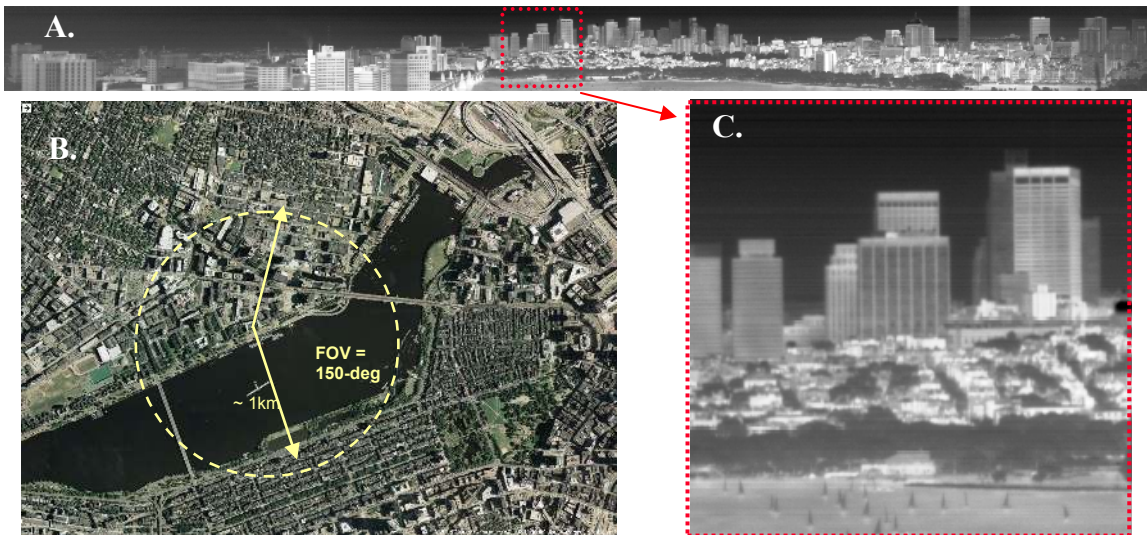 A.
B.
C.
FOV =
150-deg
~ 1km